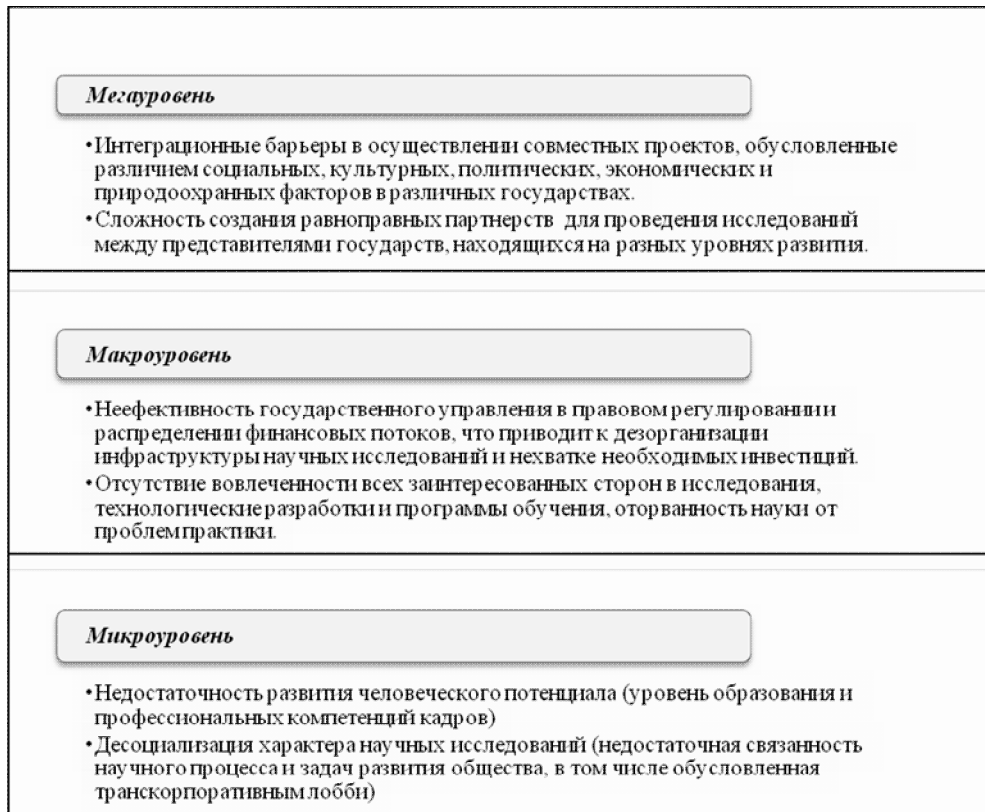 Мегауровень
•Интеграционные барьеры в осуществлении совместных проектов, обусловленные
различием социальных, культурных, политических, экономических и
природоохранных факторов в различных государствах.
•Сложность создания равноправных партнерств для проведения исследований
между представителями государств, находящихся на разных уровнях развития.
Макроуровень
•Неефективность государственного управления в правовом регулировании и
распределении финансовых потоков, что приводит к дезорганизации
инфраструктуры научных исследований и нехватке необходимых инвестиций.
•Отсутствие вовлеченности всех заинтересованных сторон в исследования,
технологические разработки и программы обучения, оторванность науки от
проблем практики.
Микроуровень
•Недостаточность развития человеческого потенциала (уровень образования и
профессиональных компетенций кадров)
•Десоциализация характера научных исследований (недостаточная связанность
научного процесса и задач развития общества, в том числе обусловленная
транскорпоративным лобби)